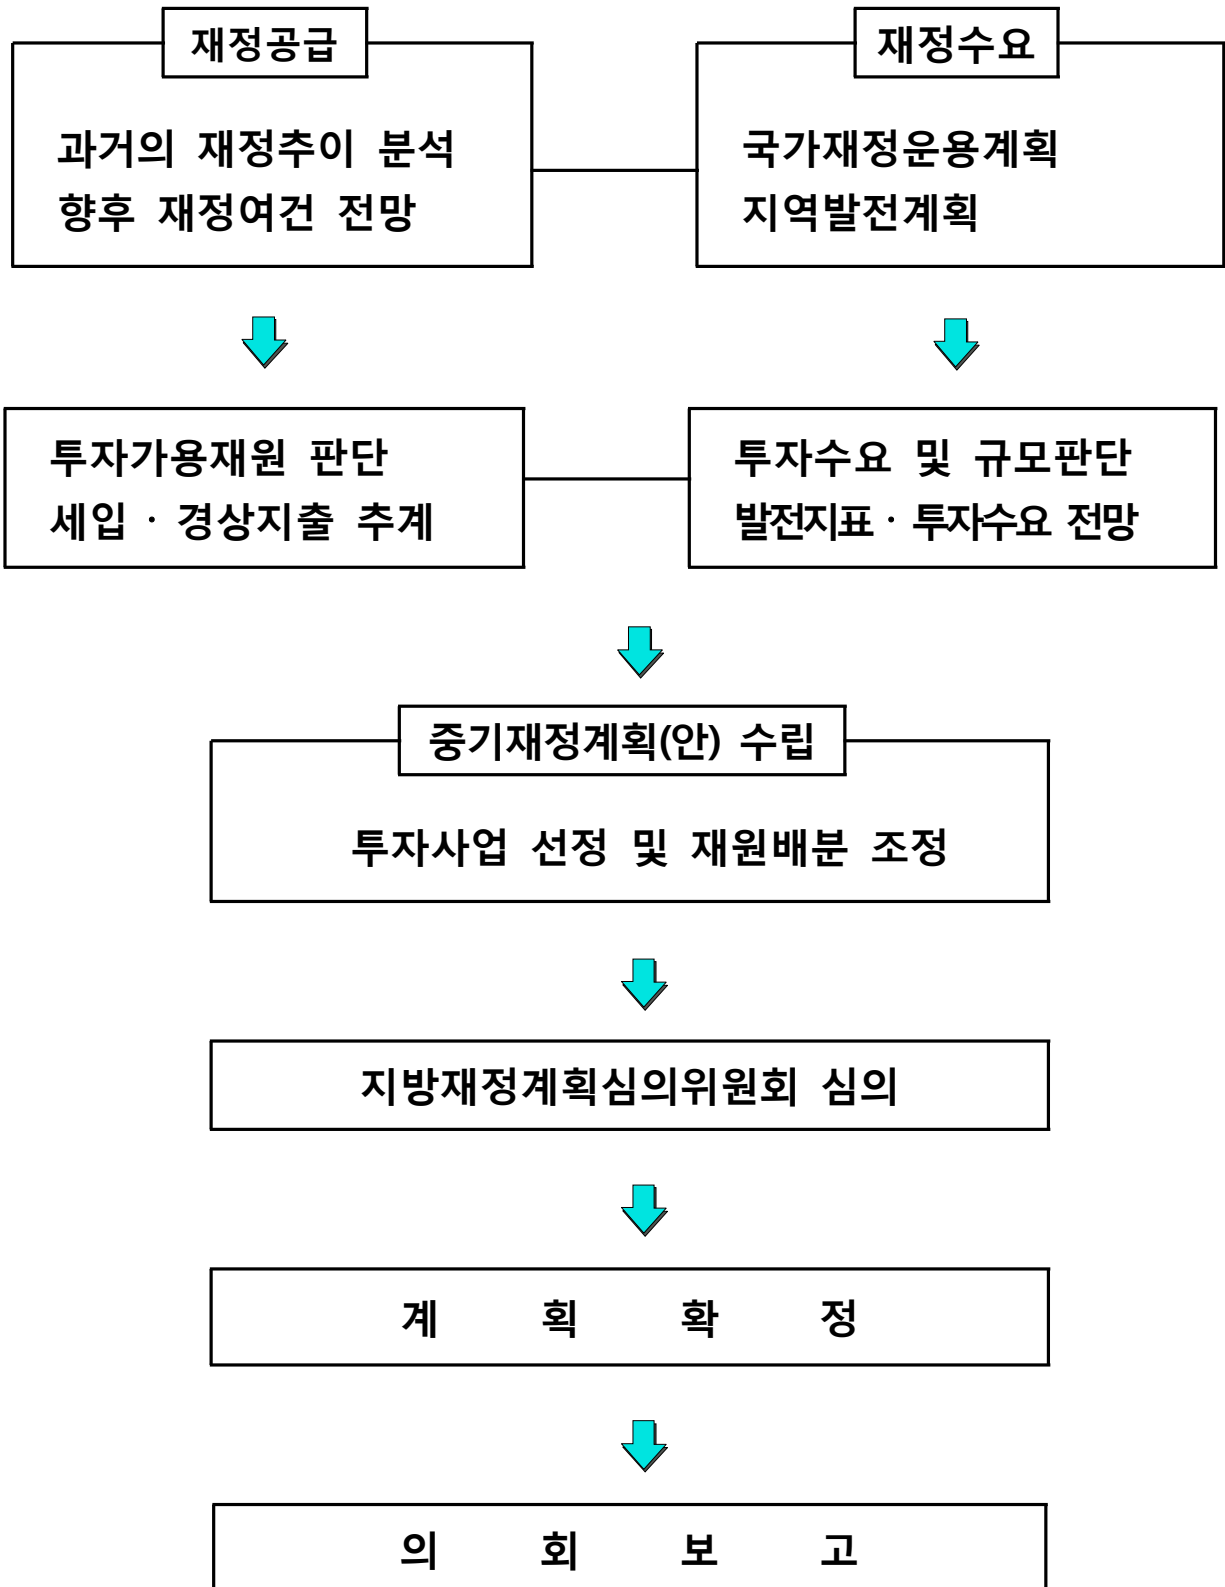 재정공급
과거의 재정추이 분석
향후 재정여건 전망
재정수요
국가재정운용계획
지역발전계획
투자가용재원 판단
세입 · 경상지출 추계
투자수요 및 규모판단
발전지표 · 투자수요 전망
중기재정계획(안) 수립
투자사업 선정 및 재원배분 조정
지방재정계획심의위원회 심의
계 획 확 정
의 회 보 고